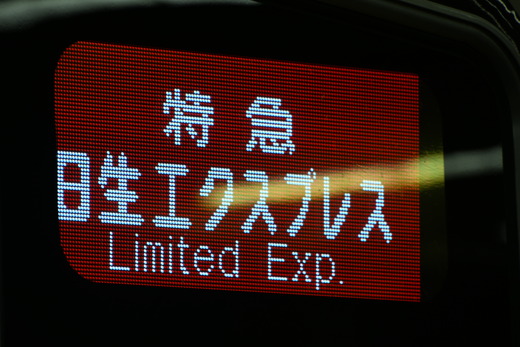 特急
日生エクスプレス
Limited Exp.